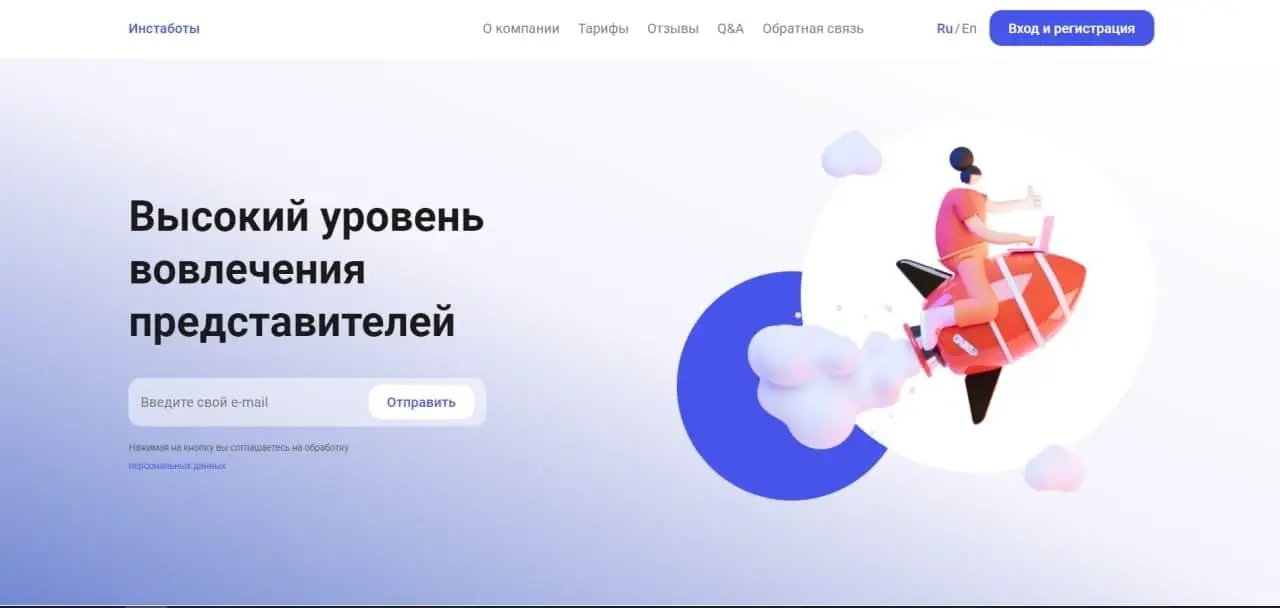 Инстаботы
О компании Тарифы Отзывы Q&A Обратная связь
Ru/En
Вход и регистрация
Высокий уровень
вовлечения
представителей
Введите свой e-mail
Отправить
Нажимая на кнопку вы соглашаетесь на обработку
персональных данных